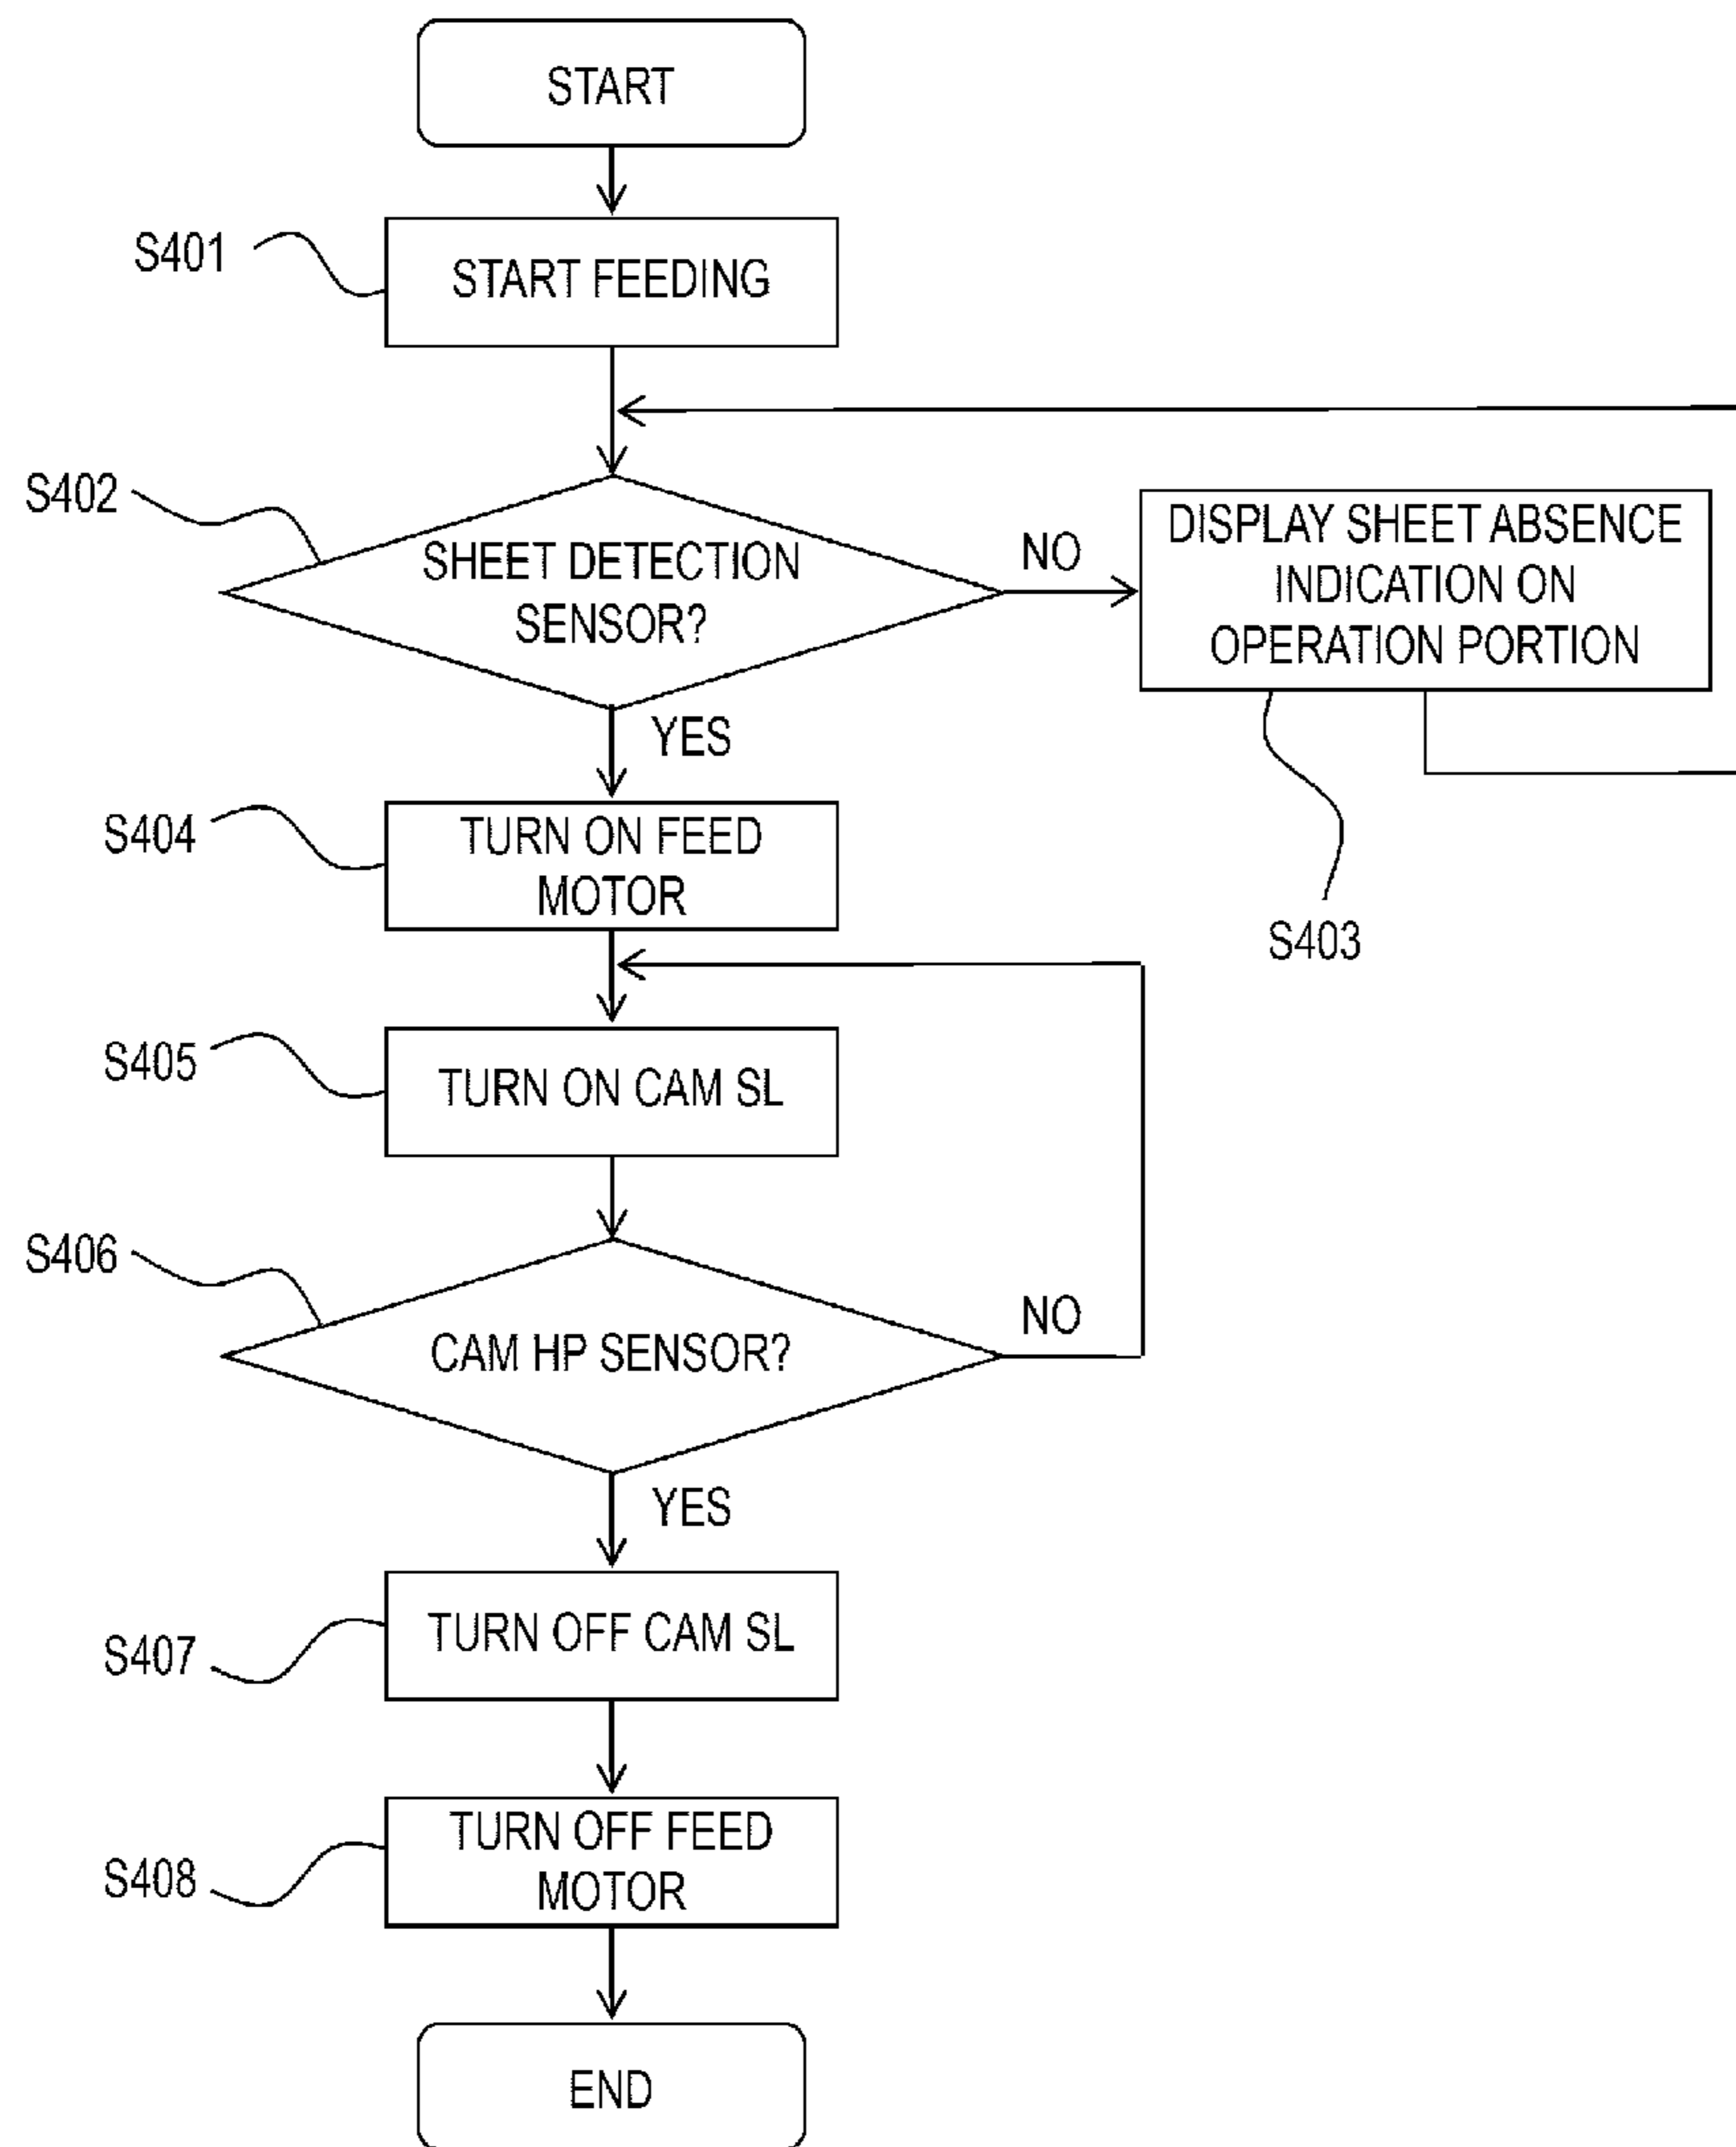 START
S401
START FEEDING
S402
SHEET DETECTION
SENSOR?
NO
DISPLAY SHEET ABSENCE
INDICATION ON
OPERATION PORTION
S403
YES
S404
TURN ON FEED
MOTOR
S405
TURN ON CAM SL
S406
CAM HP SENSOR?
NO
YES
S407
TURN OFF CAM SL
S408
TURN OFF FEED
MOTOR
END